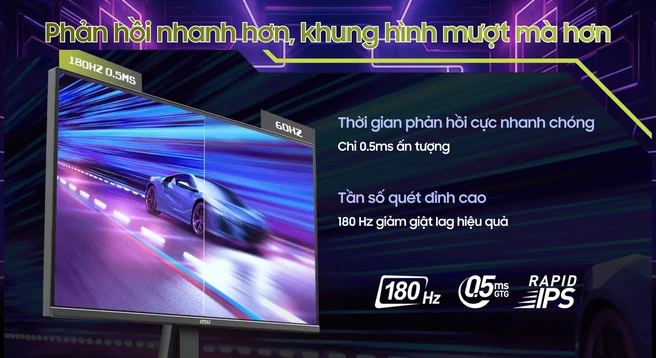 Phản hồi nhanh hơn, khung hình mượt mà hơn
180HZ 0.5MS
60HZ
Thời gian phản hồi cực nhanh chóng
Chỉ 0.5ms ấn tượng
Tần số quét đỉnh cao
180 Hz giảm giật lag hiệu quả
180 Hz
0.5ms GTG
RAPID IPS
msi